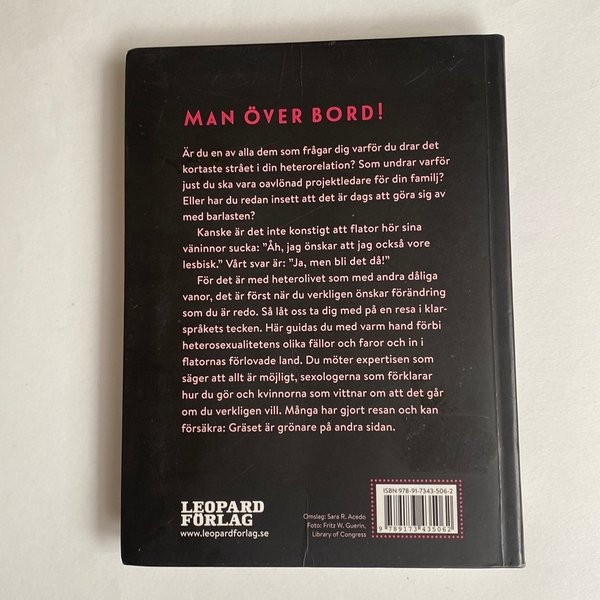 MAN ÖVER BORD!
Är du en av alla dem som frågar dig varför du drar det
kortaste strået i din heterorelation? Som undrar varför
just du ska vara oavlönad projektledare för din familj?
Eller har du redan insett att det är dags att göra sig av
med barlasten?
Kanske är det inte konstigt att flator hör sina
väninnor sucka: ”Åh, jag önskar att jag också vore
lesbisk.” Vårt svar är: ”Ja, men bli det då!”
För det är med heterolivet som med andra dåliga
vanor, det är först när du verkligen önskar förändring
som du är redo. Så låt oss ta dig med på en resa i klar-
språkets tecken. Här guidas du med varm hand förbi
heterosexualitetens olika fällor och faror och in i
flatornas förlovade land. Du möter expertisen som
säger att allt är möjligt, sexologerna som förklarar
hur du gör och kvinnorna som vittnar om att det går
om du verkligen vill. Många har gjort resan och kan
försäkra: Gräset är grönare på andra sidan.
LEOPARD
FÖRLAG
www.leopardforlag.se
Omslag: Sara R. Acedo
Foto: Fritz W. Guerin,
Library of Congress
ISBN 978-91-7343-506-2
9 789173 435062